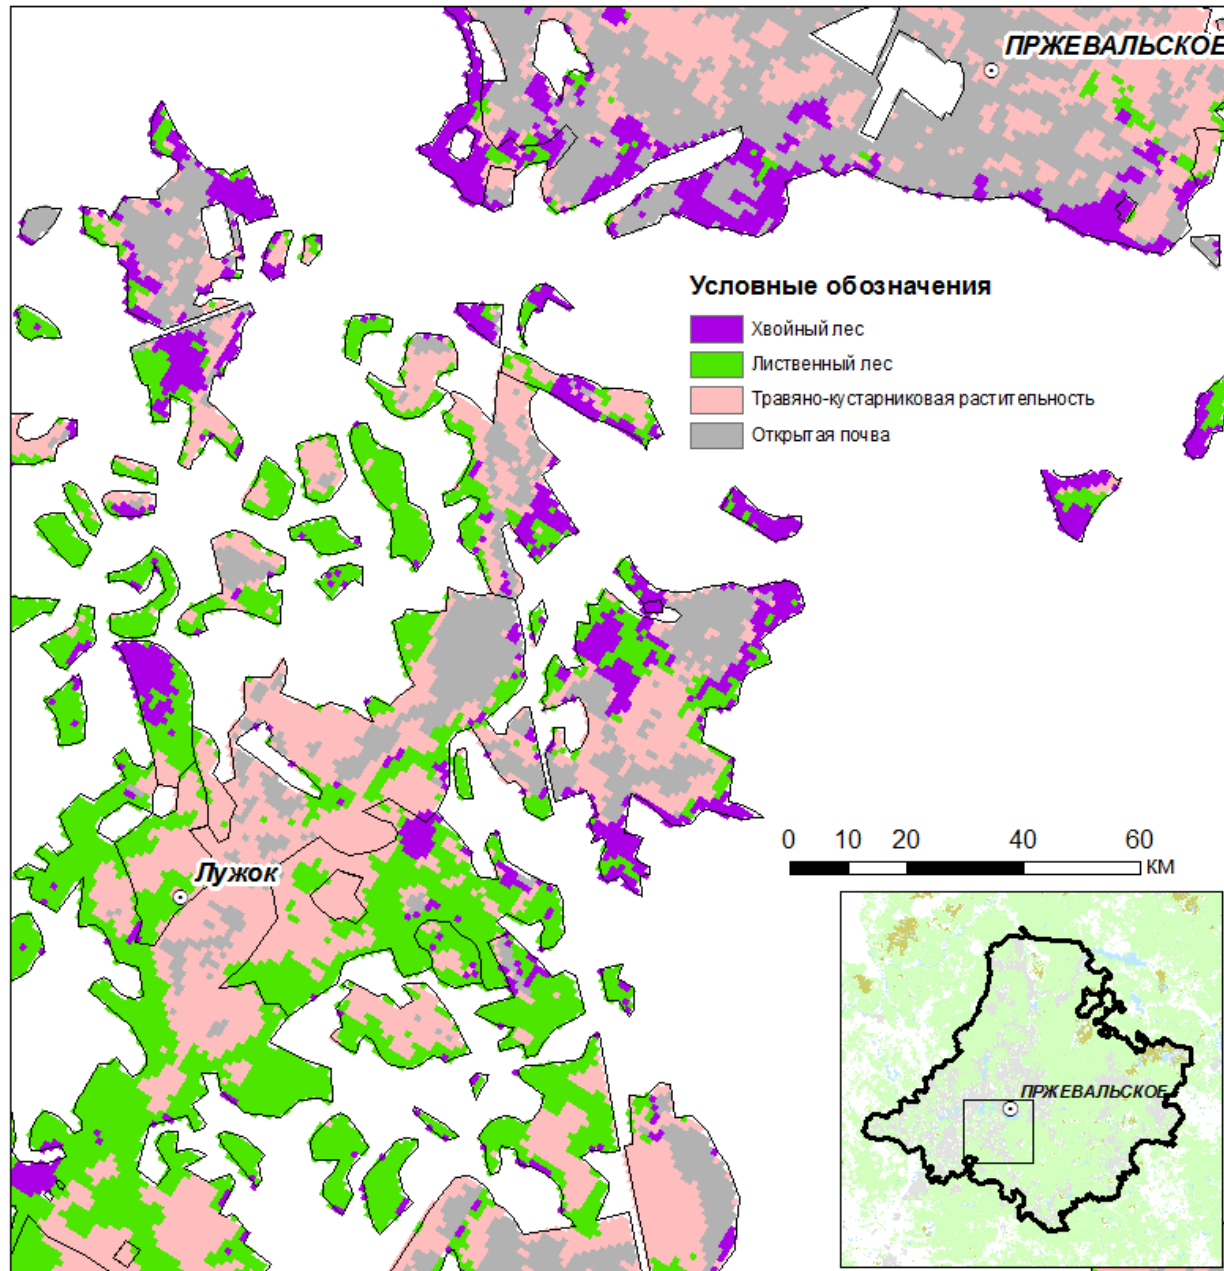 ПРЖЕВАЛЬСКОЕ
Условные обозначения
Хвойный лес
Лиственный лес
Травяно-кустарниковая растительность
Открытая почва
Лужок
0 10 20 40 60
КМ
ПРЖЕВАЛЬСКОЕ